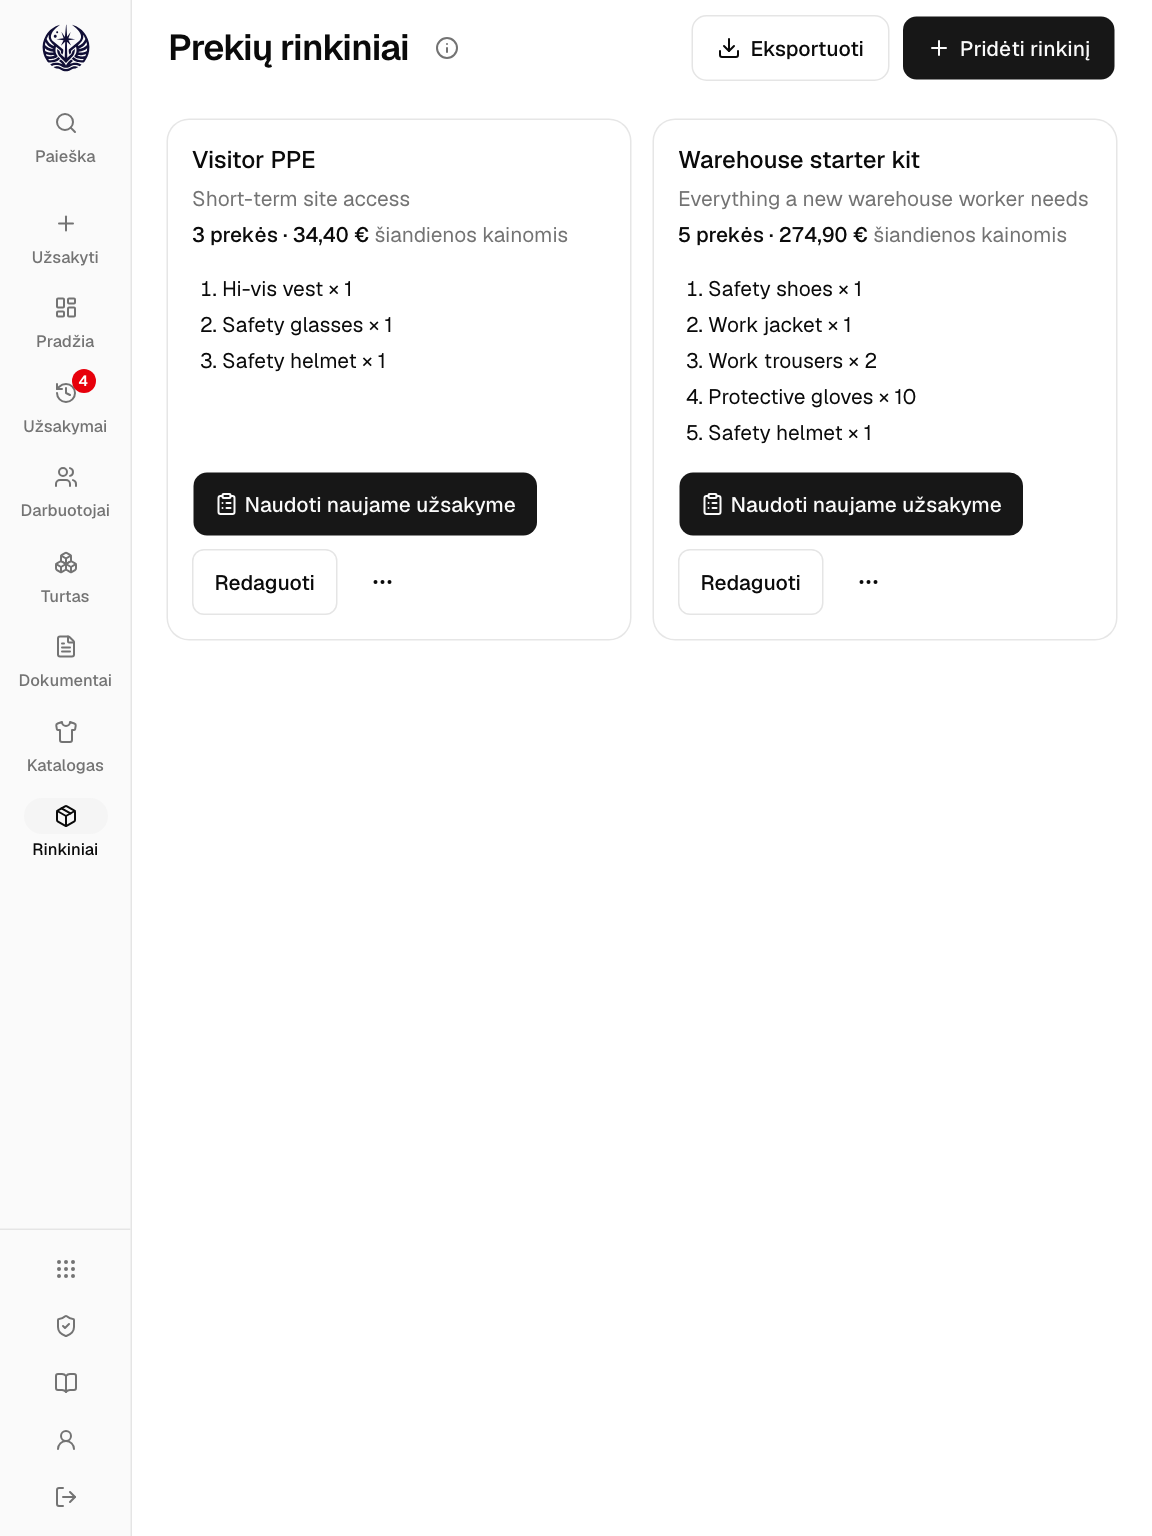 Prekių rinkiniai
Eksportuoti
Pridėti rinkinį
Paieška
Užsakyti
Pradžia
4
Užsakymai
Darbuotojai
Turtas
Dokumentai
Katalogas
Rinkiniai
Visitor PPE
Short-term site access
3 prekės · 34,40 € šiandienos kainomis
1. Hi-vis vest × 1
2. Safety glasses × 1
3. Safety helmet × 1
Naudoti naujame užsakyme
Redaguoti
Warehouse starter kit
Everything a new warehouse worker needs
5 prekės · 274,90 € šiandienos kainomis
1. Safety shoes × 1
2. Work jacket × 1
3. Work trousers × 2
4. Protective gloves × 10
5. Safety helmet × 1
Naudoti naujame užsakyme
Redaguoti